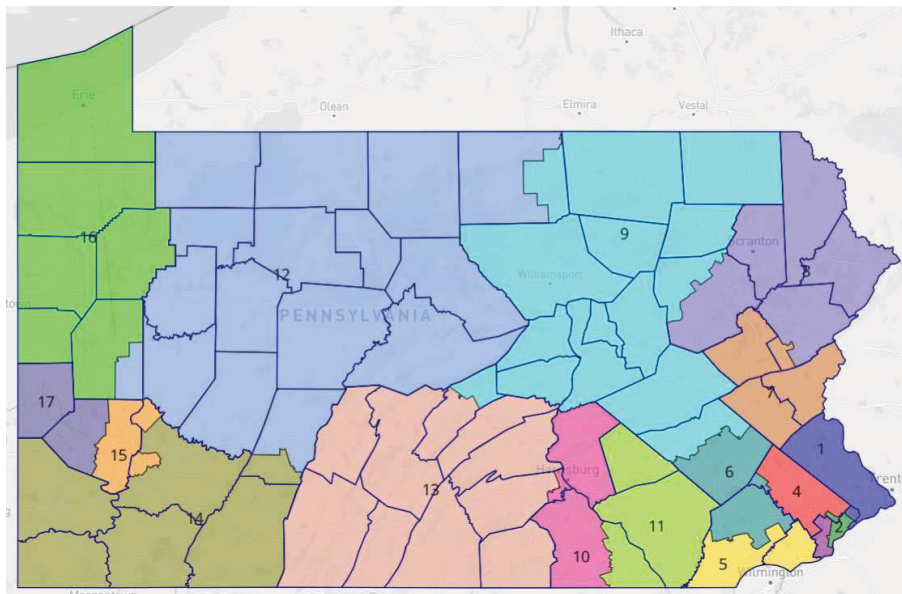 Ithaca
Erie
Olean
Elmira
Vestal
16
9
Scranton
8
12
Williamsport
PENNSYLVANIA
17
7
15
1
6
Harrisburg
13
4
14
11
2
10
5
Wilmington